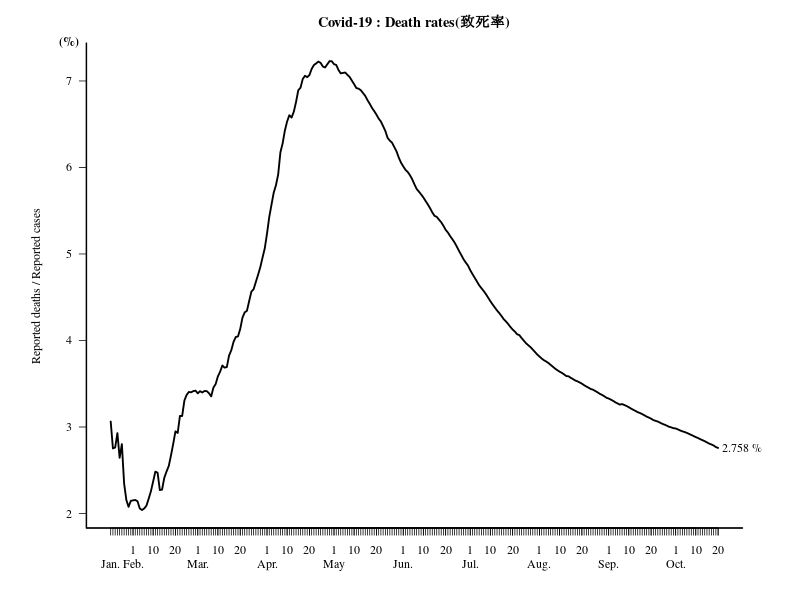 Covid-19 : Death rates(致死率)
(%)
7
6
5
4
3
2
Reported deaths / Reported cases
2.758 %
1 10 20 1 10 20 1 10 20 1 10 20 1 10 20 1 10 20 1 10 20 1 10 20 1 10 20
Jan. Feb. Mar. Apr. May Jun. Jul. Aug. Sep. Oct.